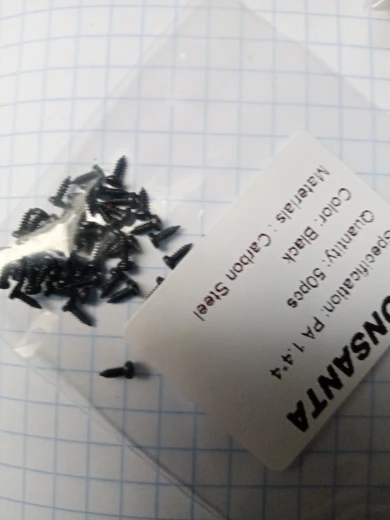 ONSANTA
Specification: PA 1.4*4
Quantity: 50pcs
Color: Black
Materials : Carbon Steel